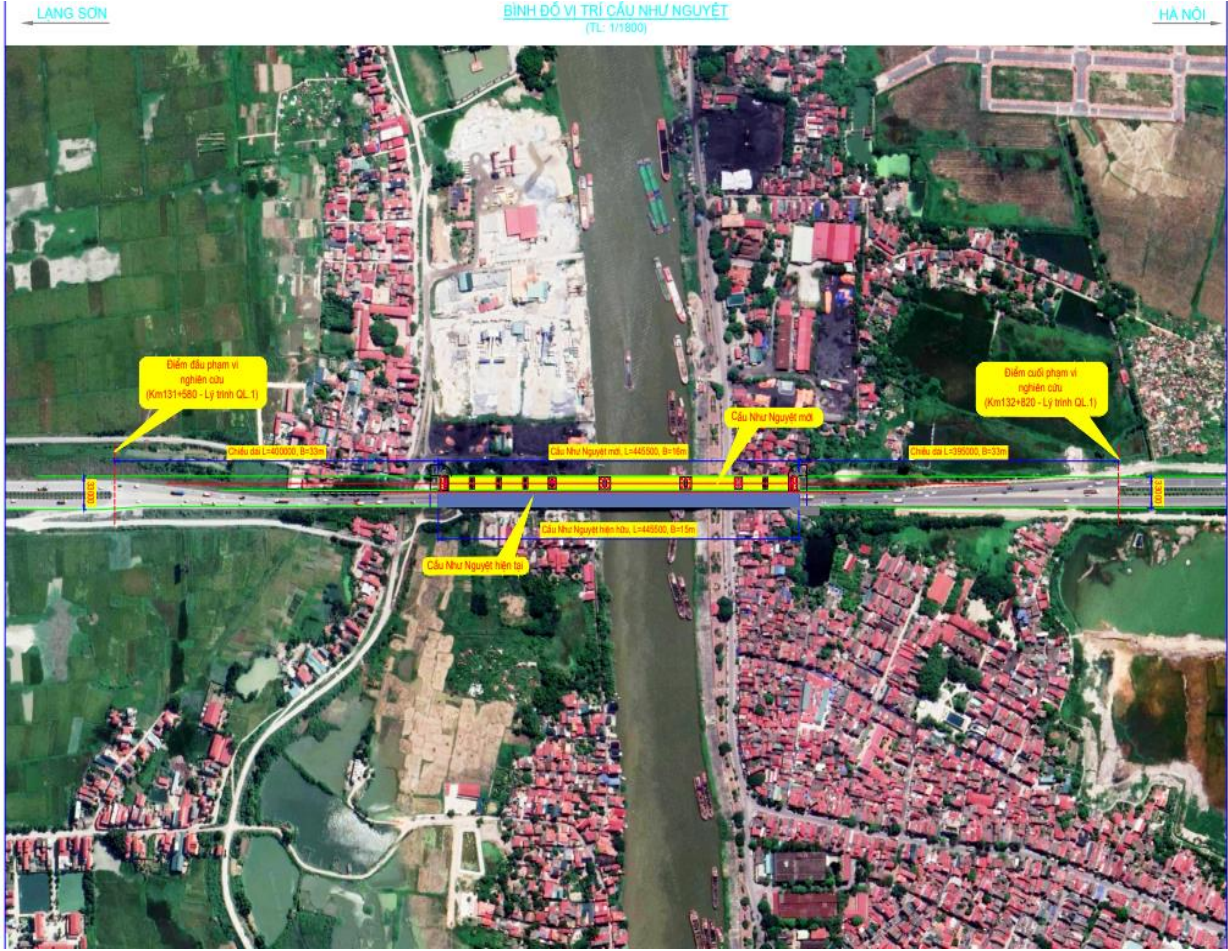 LẠNG SƠN
BÌNH ĐỒ VỊ TRÍ CẦU NHƯ NGUYỆT
(TL: 1/1800)
HÀ NỘI
Điểm đầu phạm vi
nghiên cứu
(Km131+580 - Lý trình QL.1)
Điểm cuối phạm vi
nghiên cứu
(Km132+820 - Lý trình QL.1)
Cầu Như Nguyệt mới
Chiều dài L=400000, B=33m
Cầu Như Nguyệt mới, L=445500, B=16m
Chiều dài L=395000, B=33m
33000
33000
Cầu Như Nguyệt hiện hữu, L=445500, B=15m
Cầu Như Nguyệt hiện tại